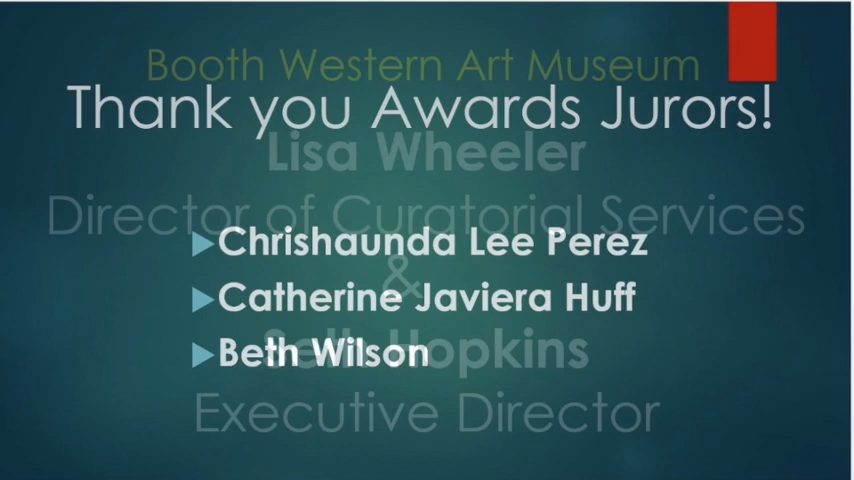 Booth Western Art Museum
Thank you Awards Jurors!
Lisa Wheeler
Director of Curatorial Services
Chrishaunda Lee Perez
&
Catherine Javiera Huff
Hopkins
Beth Wilson
Executive Director